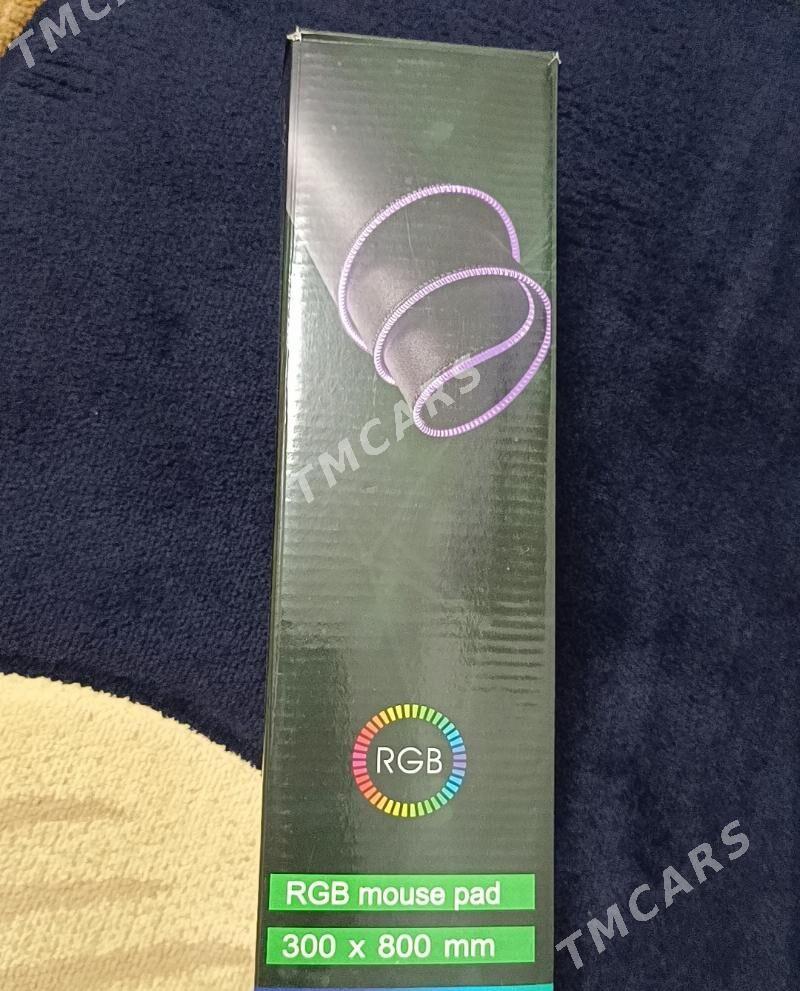 TMCARS
TMCARS
RGB
RGB mouse pad
300 x 800 mm
TMCARS